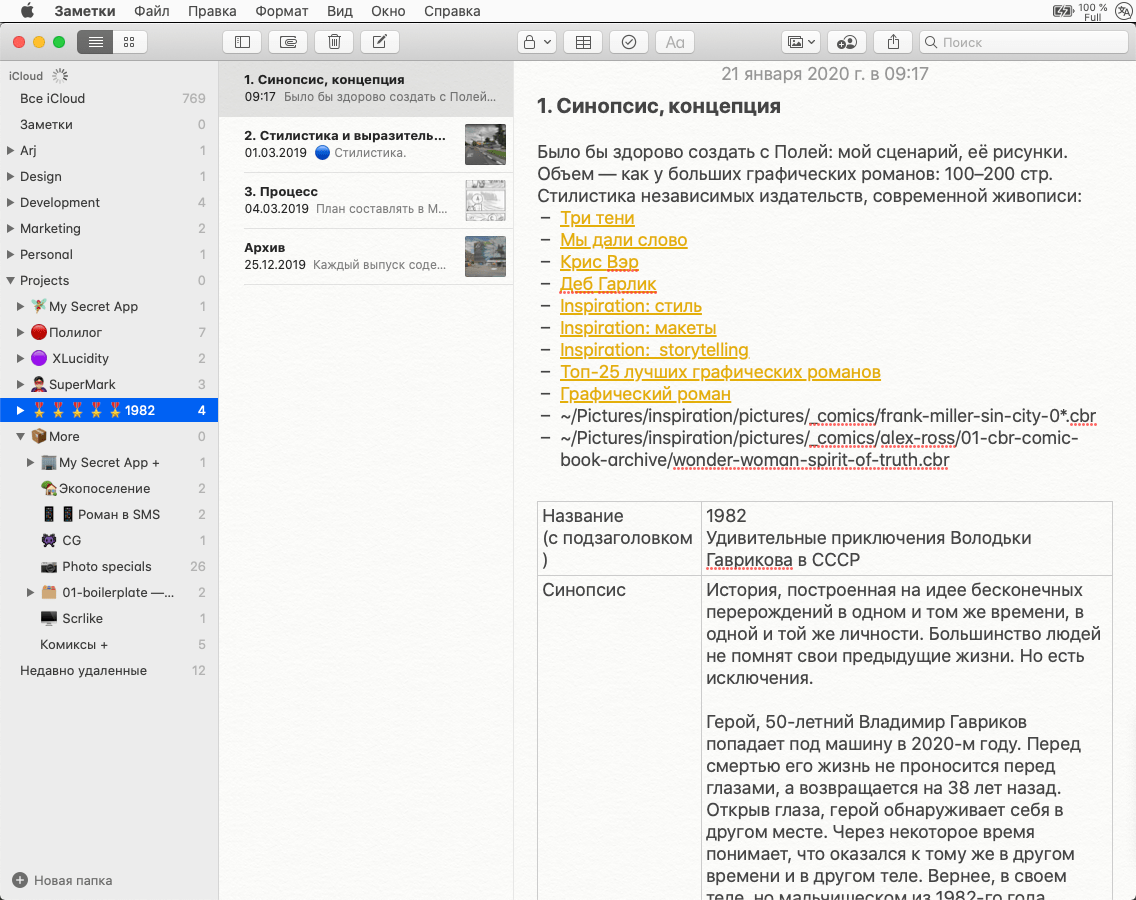 Заметки Файл Правка Формат Вид Окно Справка 100 % Full
Aa Поиск
iCloud
Все iCloud 769
Заметки 0
Arj 1
Design 1
Development 4
Marketing 2
Personal 1
Projects 0
My Secret App 1
Полилог 7
XLucidity 2
SuperMark 3
1982 4
More 0
My Secret App + 1
Экопоселение 2
Роман в SMS 2
CG 1
Photo specials 26
01-boilerplate —... 2
Scrlike 1
Комиксы + 5
Недавно удаленные 12
Новая папка
1. Синопсис, концепция
09:17 Было бы здорово создать с Полей...
2. Стилистика и выразитель...
01.03.2019 Стилистика.
3. Процесс
04.03.2019 План составлять в M...
Архив
25.12.2019 Каждый выпуск соде...
21 января 2020 г. в 09:17
1. Синопсис, концепция
Было бы здорово создать с Полей: мой сценарий, её рисунки.
Объем — как у больших графических романов: 100–200 стр.
Стилистика независимых издательств, современной живописи:
– Три тени
– Мы дали слово
– Крис Вэр
– Деб Гарлик
– Inspiration: стиль
– Inspiration: макеты
– Inspiration: storytelling
– Топ-25 лучших графических романов
– Графический роман
– ~/Pictures/inspiration/pictures/_comics/frank-miller-sin-city-0*.cbr
– ~/Pictures/inspiration/pictures/_comics/alex-ross/01-cbr-comic-
book-archive/wonder-woman-spirit-of-truth.cbr
Название
(с подзаголовком
)
1982
Удивительные приключения Володьки
Гаврикова в СССР
Синопсис
История, построенная на идее бесконечных
перерождений в одном и том же времени, в
одной и той же личности. Большинство людей
не помнят свои предыдущие жизни. Но есть
исключения.
Герой, 50-летний Владимир Гавриков
попадает под машину в 2020-м году. Перед
смертью его жизнь не проносится перед
глазами, а возвращается на 38 лет назад.
Открыв глаза, герой обнаруживает себя в
другом месте. Через некоторое время
понимает, что оказался к тому же в другом
времени и в другом теле. Вернее, в своем
теле, но мальчишеском из 1982-го года.